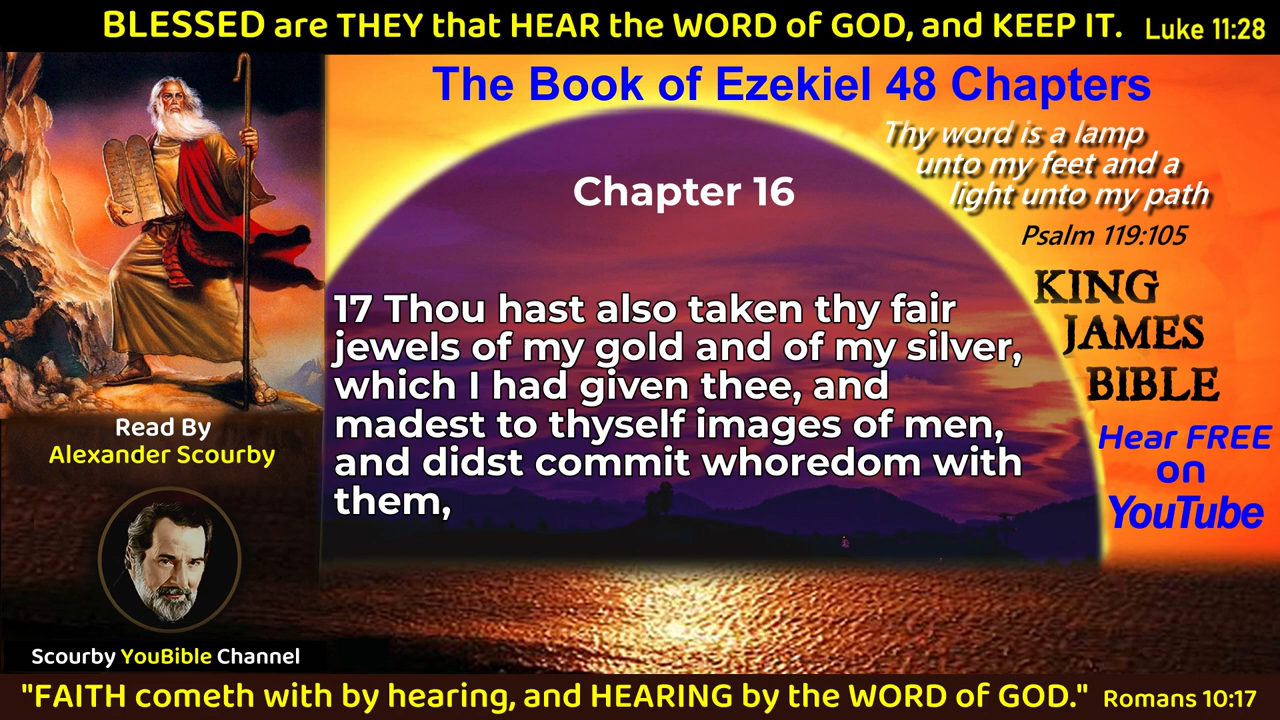 BLESSED are THEY that HEAR the WORD of GOD, and KEEP IT. Luke 11:28
The Book of Ezekiel 48 Chapters
Thy word is a lamp
unto my feet and a
light unto my path
Psalm 119:105
KING
JAMES
BIBLE
Hear FREE
on
YouTube
Chapter 16
17 Thou hast also taken thy fair
jewels of my gold and of my silver,
which I had given thee, and
madest to thyself images of men,
and didst commit whoredom with
them,
Read By
Alexander Scourby
Scourby YouBible Channel
"FAITH cometh with by hearing, and HEARING by the WORD of GOD." Romans 10:17